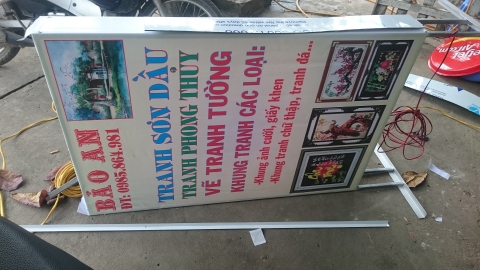 BẢO AN
ĐT: 0985.864.981
TRANH SƠN DẦU
TRANH PHONG THỦY
VẼ TRANH TƯỜNG
KHUNG TRANH CÁC LOẠI:
-Khung ảnh cưới, giấy khen
-Khung tranh chữ thập, tranh đá...